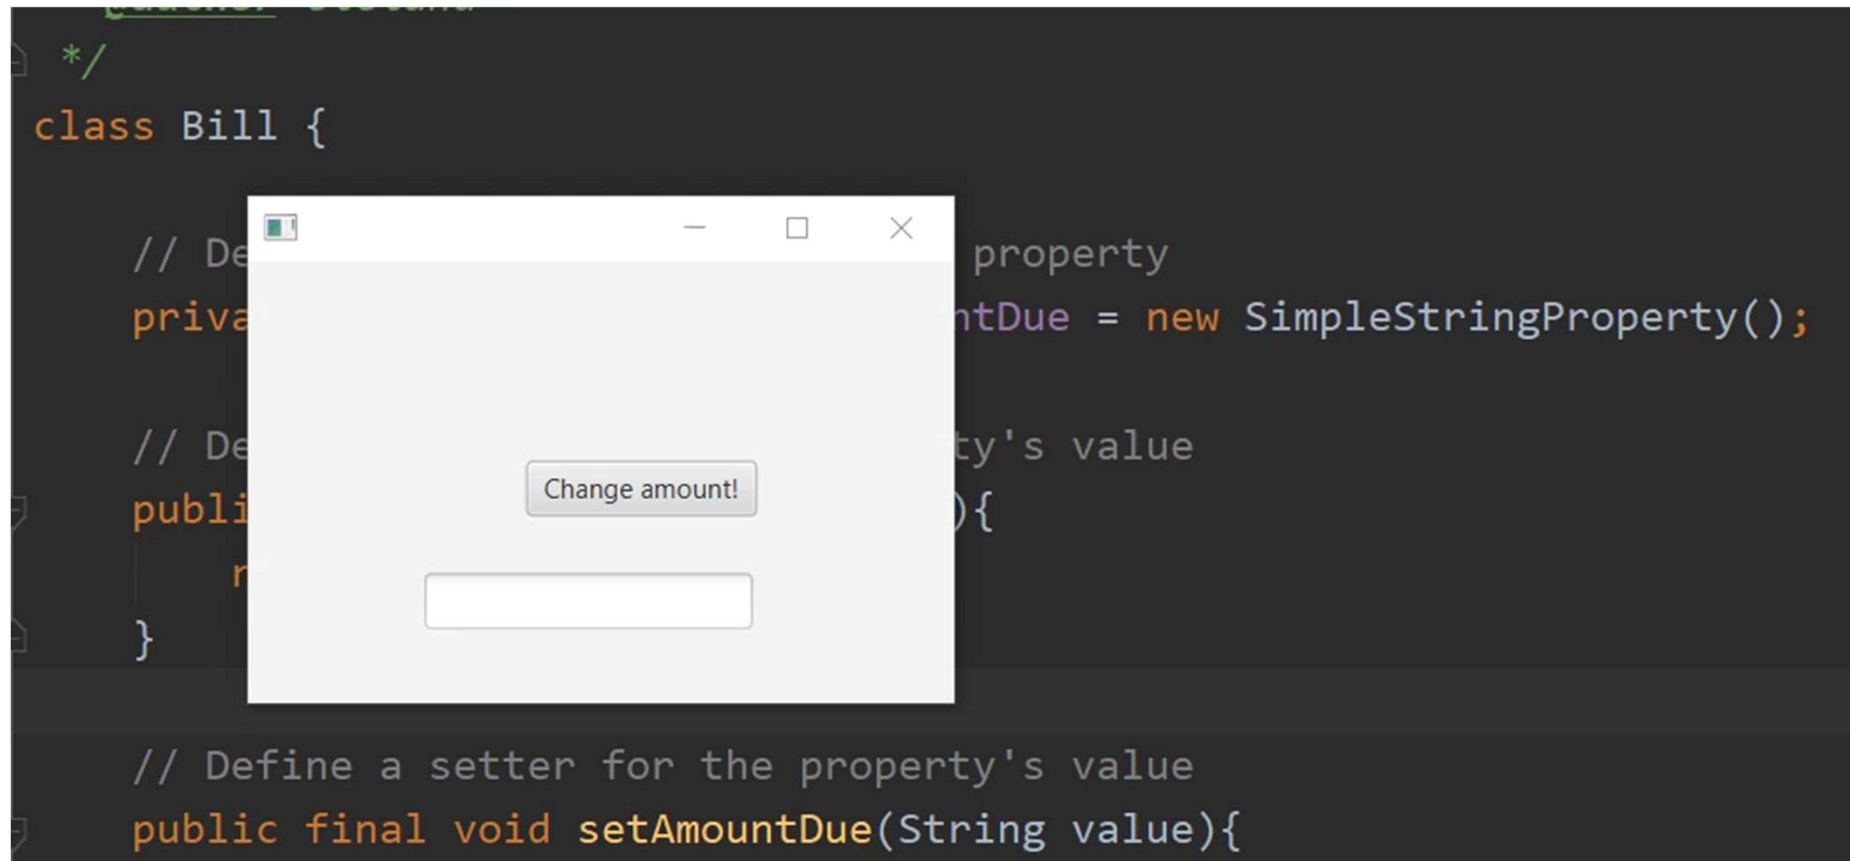 */
class Bill {
// De property
priva ntDue = new SimpleStringProperty();
// De ty's value
publi ){
r
}
Change amount!
// Define a setter for the property's value
public final void setAmountDue(String value){